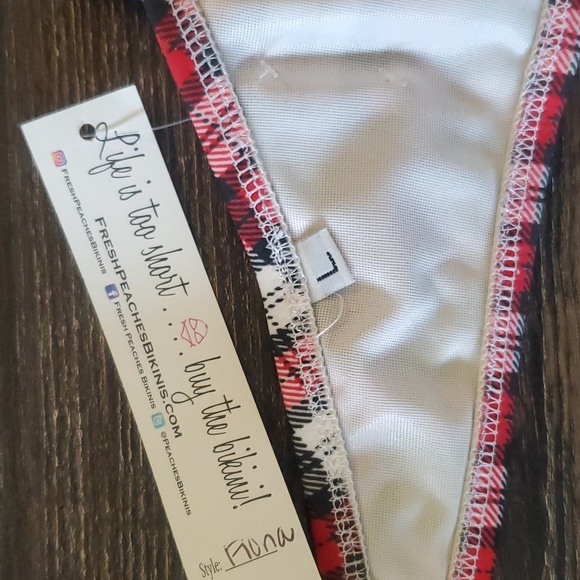 Life is too short . . . . . buy the bikini!
FRESHPEACHESBIKINIS
FRESHPEACHESBIKINIS.COM
FRESH PEACHES BIKINIS
@PEACHESBIKINIS
Style: Fiona
L